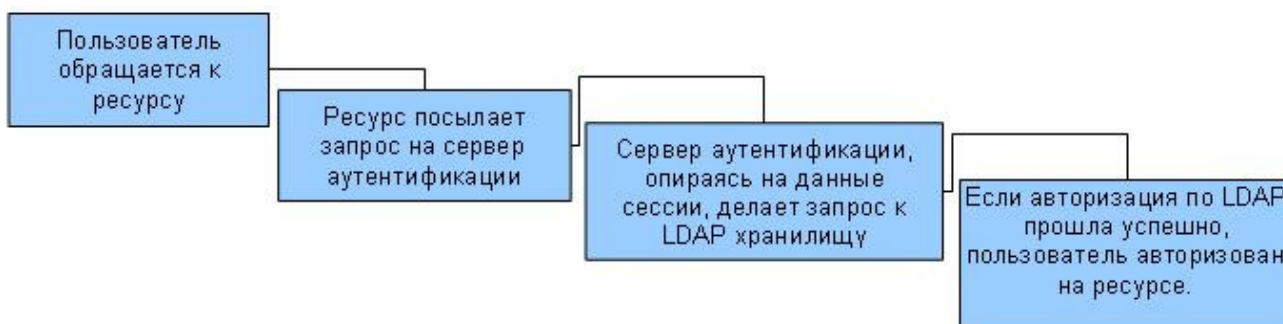 Пользователь
обращается к
ресурсу
Ресурс посылает
запрос на сервер
аутентификации
Сервер аутентификации,
опираясь на данные
сессии, делает запрос к
LDAP хранилищу
Если авторизация по LDAP
прошла успешно,
пользователь авторизован
на ресурсе.